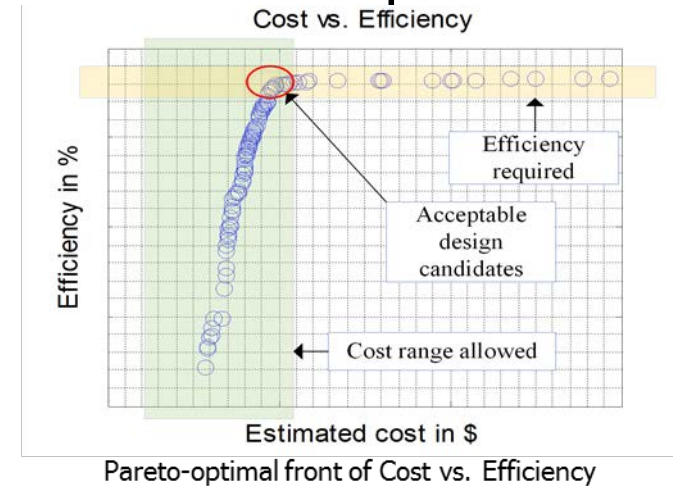 Cost vs. Efficiency
Efficiency in %
Efficiency
required
Acceptable
design
candidates
Cost range allowed
Estimated cost in $
Pareto-optimal front of Cost vs. Efficiency